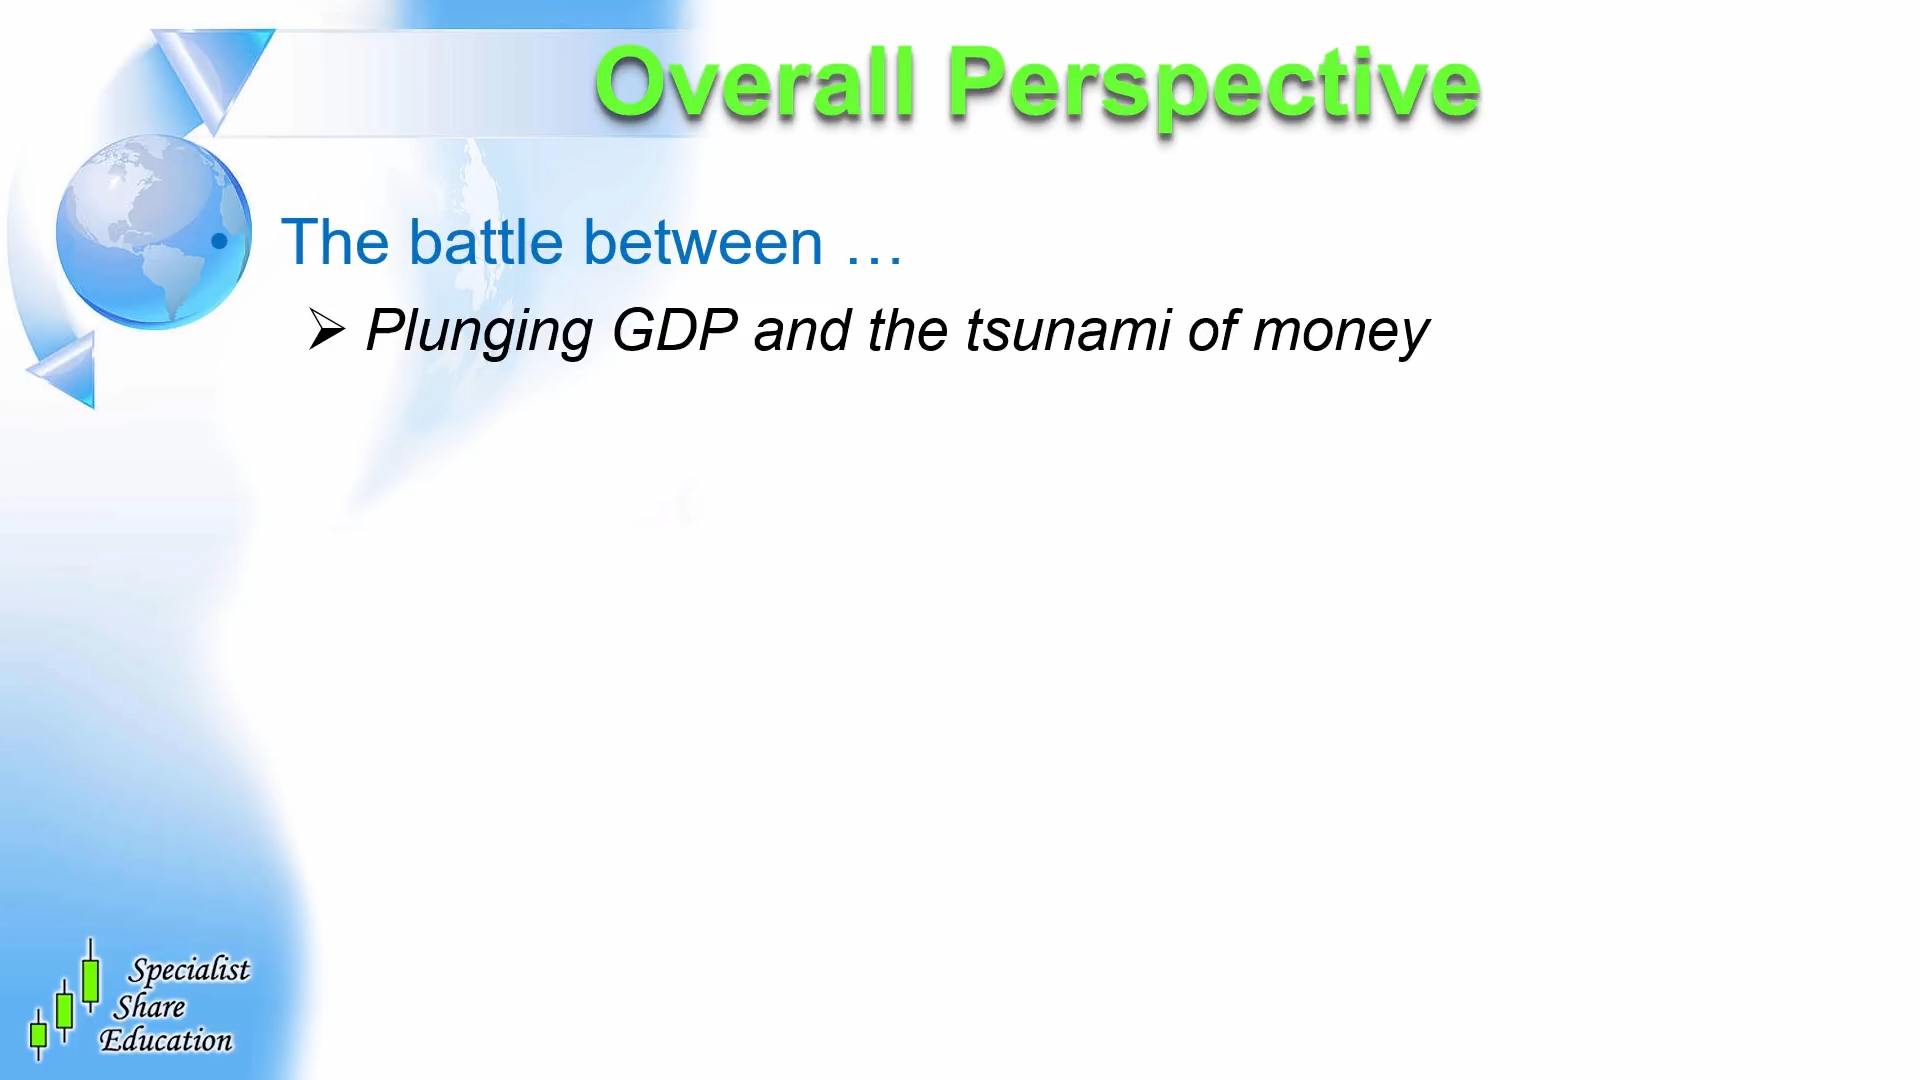 Overall Perspective
• The battle between …
➢ Plunging GDP and the tsunami of money
Specialist
Share
Education